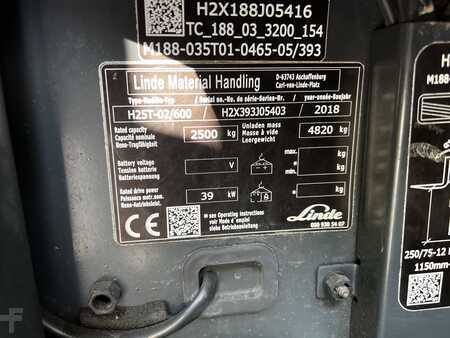 H2X188J05416
TC_188_03_3200_154
M188-035T01-0465-05/393
Linde Material Handling
D-63743 Aschaffenburg
Carl-von-Linde-Platz
Model-Modèle-Typ / Serial no.-No. de série-Serien-Nr. / year-année-Baujahr
H25T-02/600 / H2X393J05403 / 2018
Rated capacity
Capacité nominale
Nenn-Tragfähigkeit
2500 kg
Unladen mass
Masse à vide
Leergewicht
4820 kg
Battery voltage
Tension batterie
Batteriespannung
V
max. kg
min. kg
Rated drive power
Puissance motr. nom.
Nenn-Antriebsleist.
39 kW
kg
see Operating instructions
voir Mode d'emploi
siehe Betriebsanleitung
Linde
H2
M188
250/75-12
1150mm